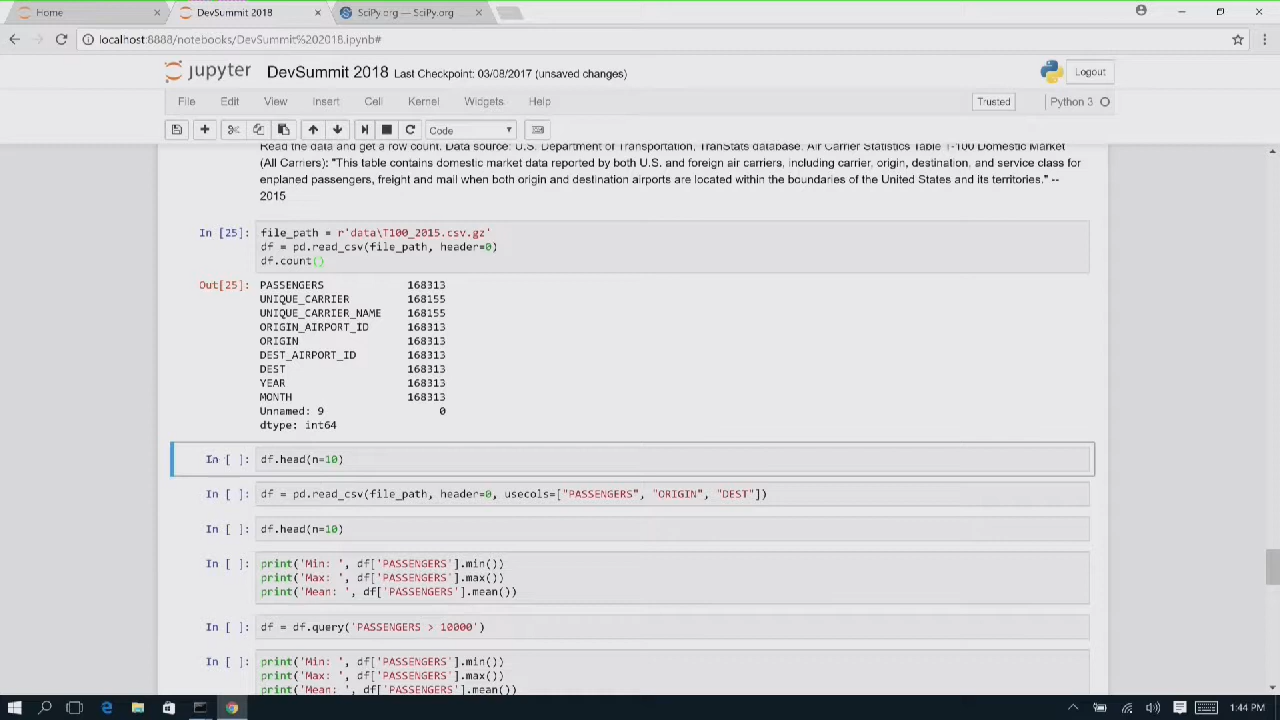 Home
DevSummit 2018
SciPy.org — SciPy.org
localhost:8888/notebooks/DevSummit%202018.ipynb#
jupyter DevSummit 2018 Last Checkpoint: 03/08/2017 (unsaved changes)
Logout
File Edit View Insert Cell Kernel Widgets Help
Trusted Python 3
Code
Read the data and get a row count. Data source: U.S. Department of Transportation, TranStats database. Air Carrier Statistics Table T-100 Domestic Market
(All Carriers): "This table contains domestic market data reported by both U.S. and foreign air carriers, including carrier, origin, destination, and service class for
enplaned passengers, freight and mail when both origin and destination airports are located within the boundaries of the United States and its territories." --
2015
In [25]: file_path = r'data\T100_2015.csv.gz'
df = pd.read_csv(file_path, header=0)
df.count()
Out[25]: PASSENGERS 168313
UNIQUE_CARRIER 168155
UNIQUE_CARRIER_NAME 168155
ORIGIN_AIRPORT_ID 168313
ORIGIN 168313
DEST_AIRPORT_ID 168313
DEST 168313
YEAR 168313
MONTH 168313
Unnamed: 9 0
dtype: int64
In [ ]: df.head(n=10)
In [ ]: df = pd.read_csv(file_path, header=0, usecols=["PASSENGERS", "ORIGIN", "DEST"])
In [ ]: df.head(n=10)
In [ ]: print('Min: ', df['PASSENGERS'].min())
print('Max: ', df['PASSENGERS'].max())
print('Mean: ', df['PASSENGERS'].mean())
In [ ]: df = df.query('PASSENGERS > 10000')
In [ ]: print('Min: ', df['PASSENGERS'].min())
print('Max: ', df['PASSENGERS'].max())
print('Mean: ', df['PASSENGERS'].mean())
1:44 PM